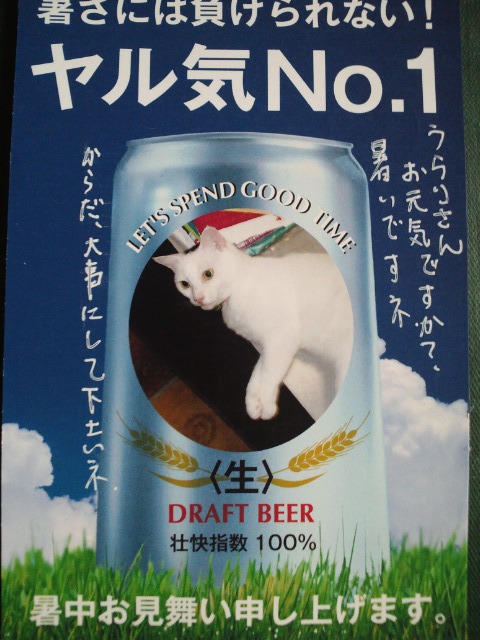 暑さには負けられない!
ヤル気No.1
うらりさん
お元気ですか?、
暑いですネ
LET'S SPEND GOOD TIME
からだ、大事にして下さいネ、
〈生〉
DRAFT BEER
壮快指数 100%
暑中お見舞い申し上げます。